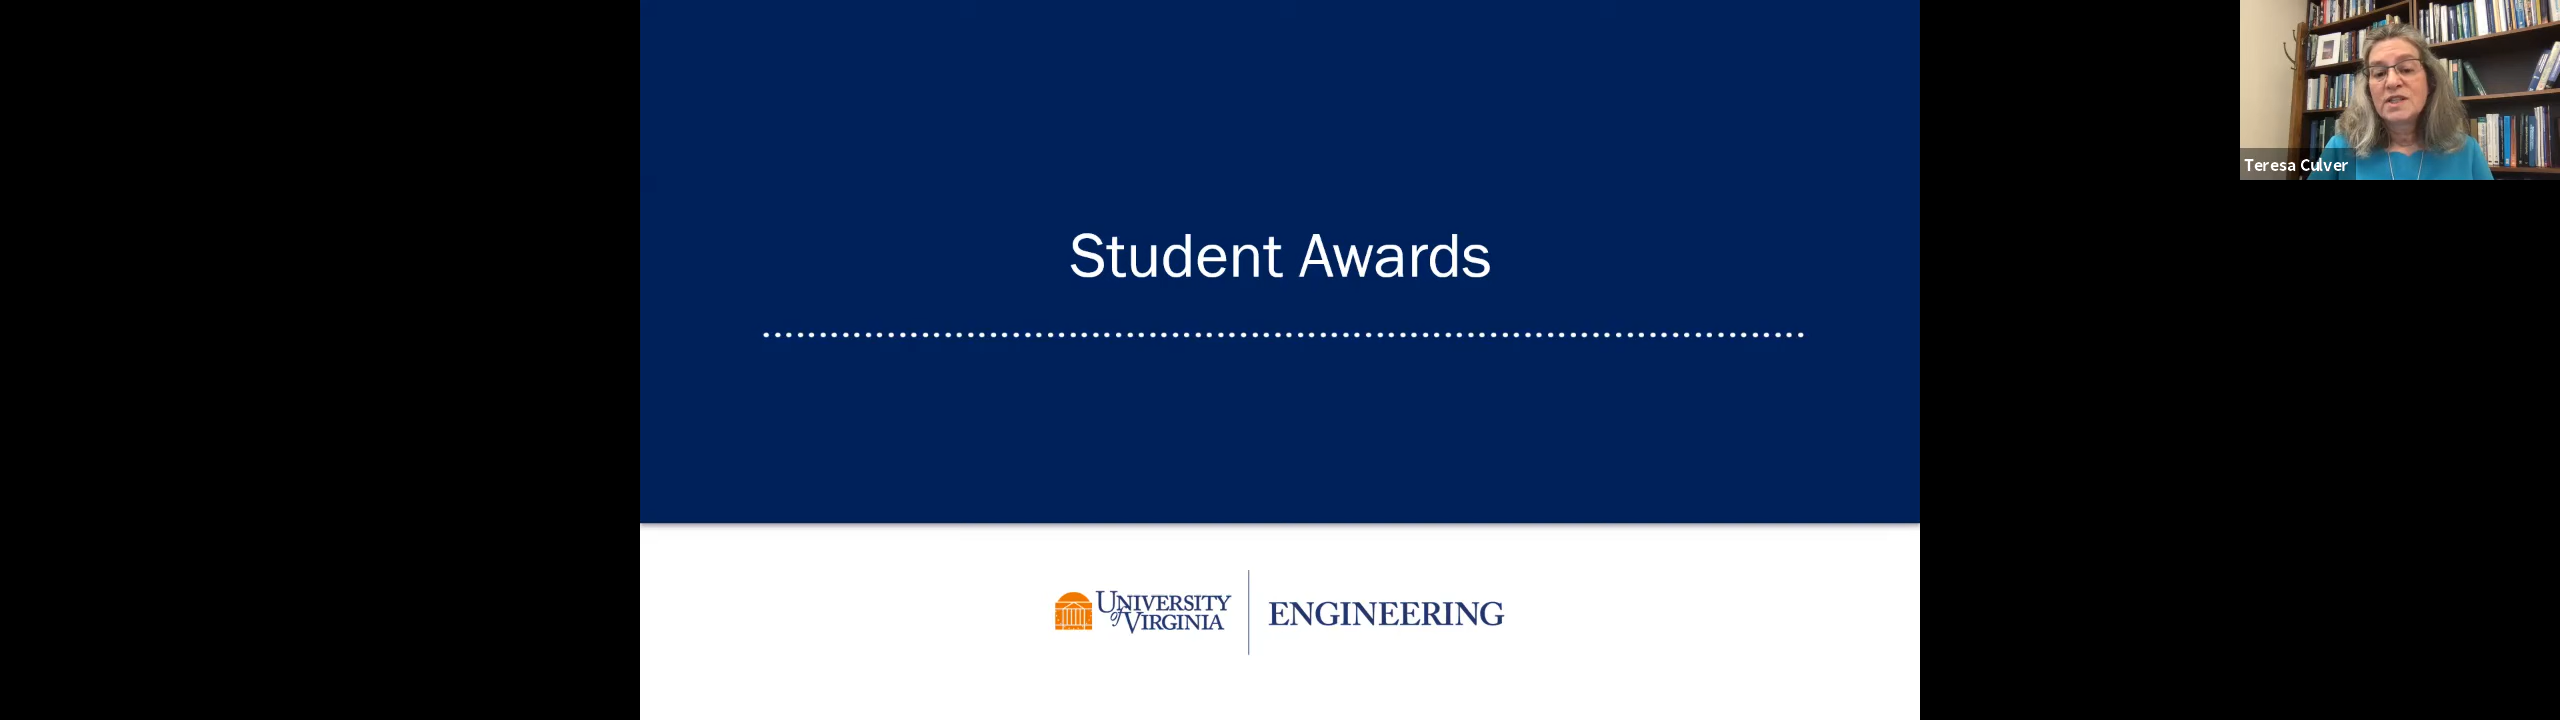 Student Awards
UNIVERSITY
of VIRGINIA
ENGINEERING
Teresa Culver